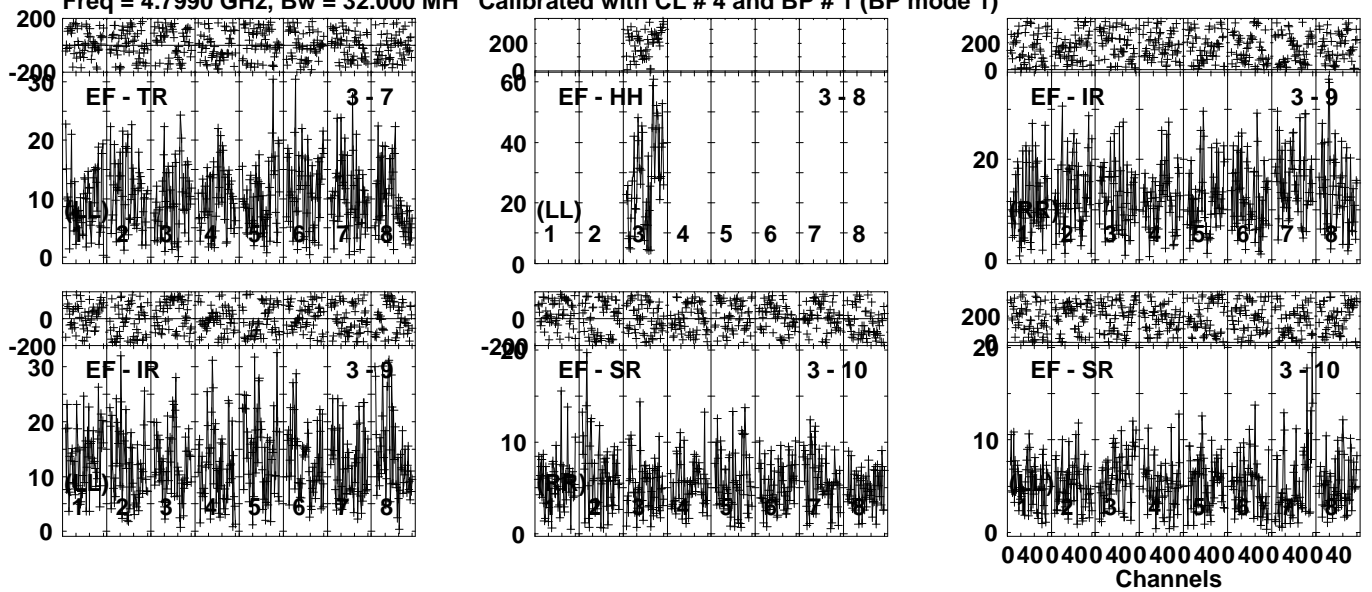 Freq = 4.7990 GHz, Bw = 32.000 MH Calibrated with CL # 4 and BP # 1 (BP mode 1)
200
-200
30
20
10
0
EF - TR 3 - 7
(LL)
1 2 3 4 5 6 7 8
200
0
60
40
20
0
EF - HH 3 - 8
(LL)
1 2 3 4 5 6 7 8
200
0
20
0
EF - IR 3 - 9
(RR)
1 2 3 4 5 6 7 8
0
-200
30
20
10
0
EF - IR 3 - 9
(LL)
1 2 3 4 5 6 7 8
0
-200
20
10
0
EF - SR 3 - 10
(RR)
1 2 3 4 5 6 7 8
200
0
20
10
0
EF - SR 3 - 10
(LL)
1 2 3 4 5 6 7 8
0 40 0 40 0 40 0 40 0 40 0 40 0 40 0 40
Channels